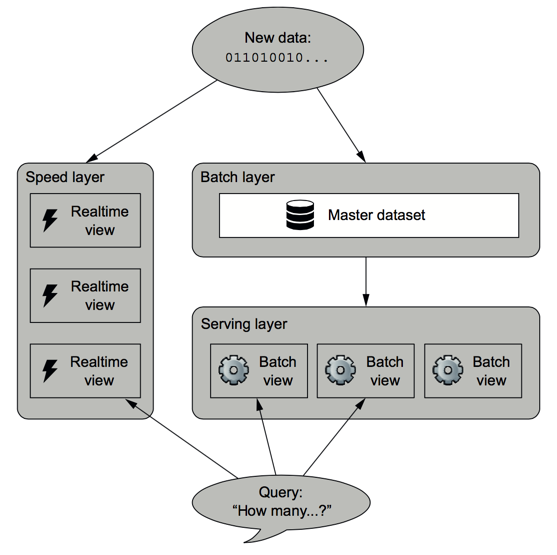 New data:
011010010...
Speed layer
Realtime
view
Realtime
view
Realtime
view
Batch layer
Master dataset
Serving layer
Batch
view
Batch
view
Batch
view
Query:
“How many...?”